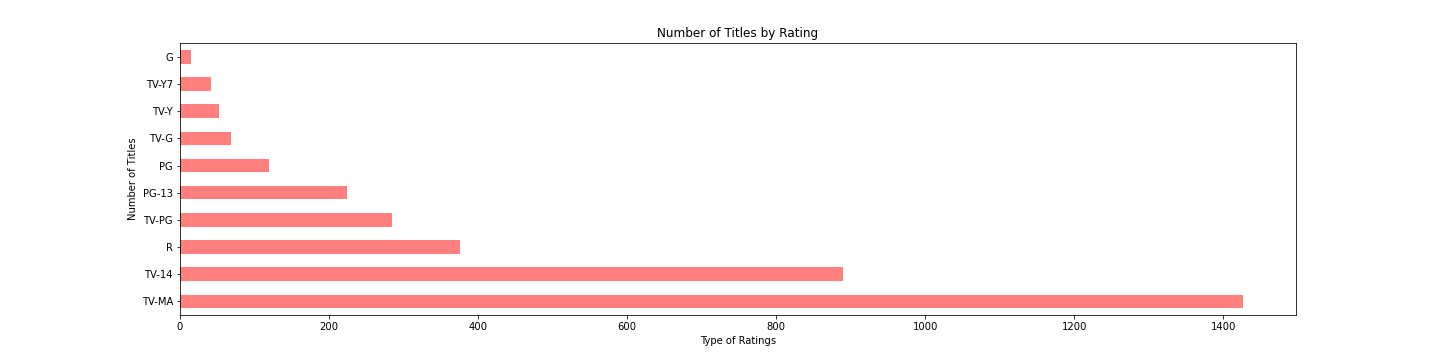 Number of Titles by Rating
G
TV-Y7
TV-Y
TV-G
PG
PG-13
TV-PG
R
TV-14
TV-MA
Number of Titles
0 200 400 600 800 1000 1200 1400
Type of Ratings